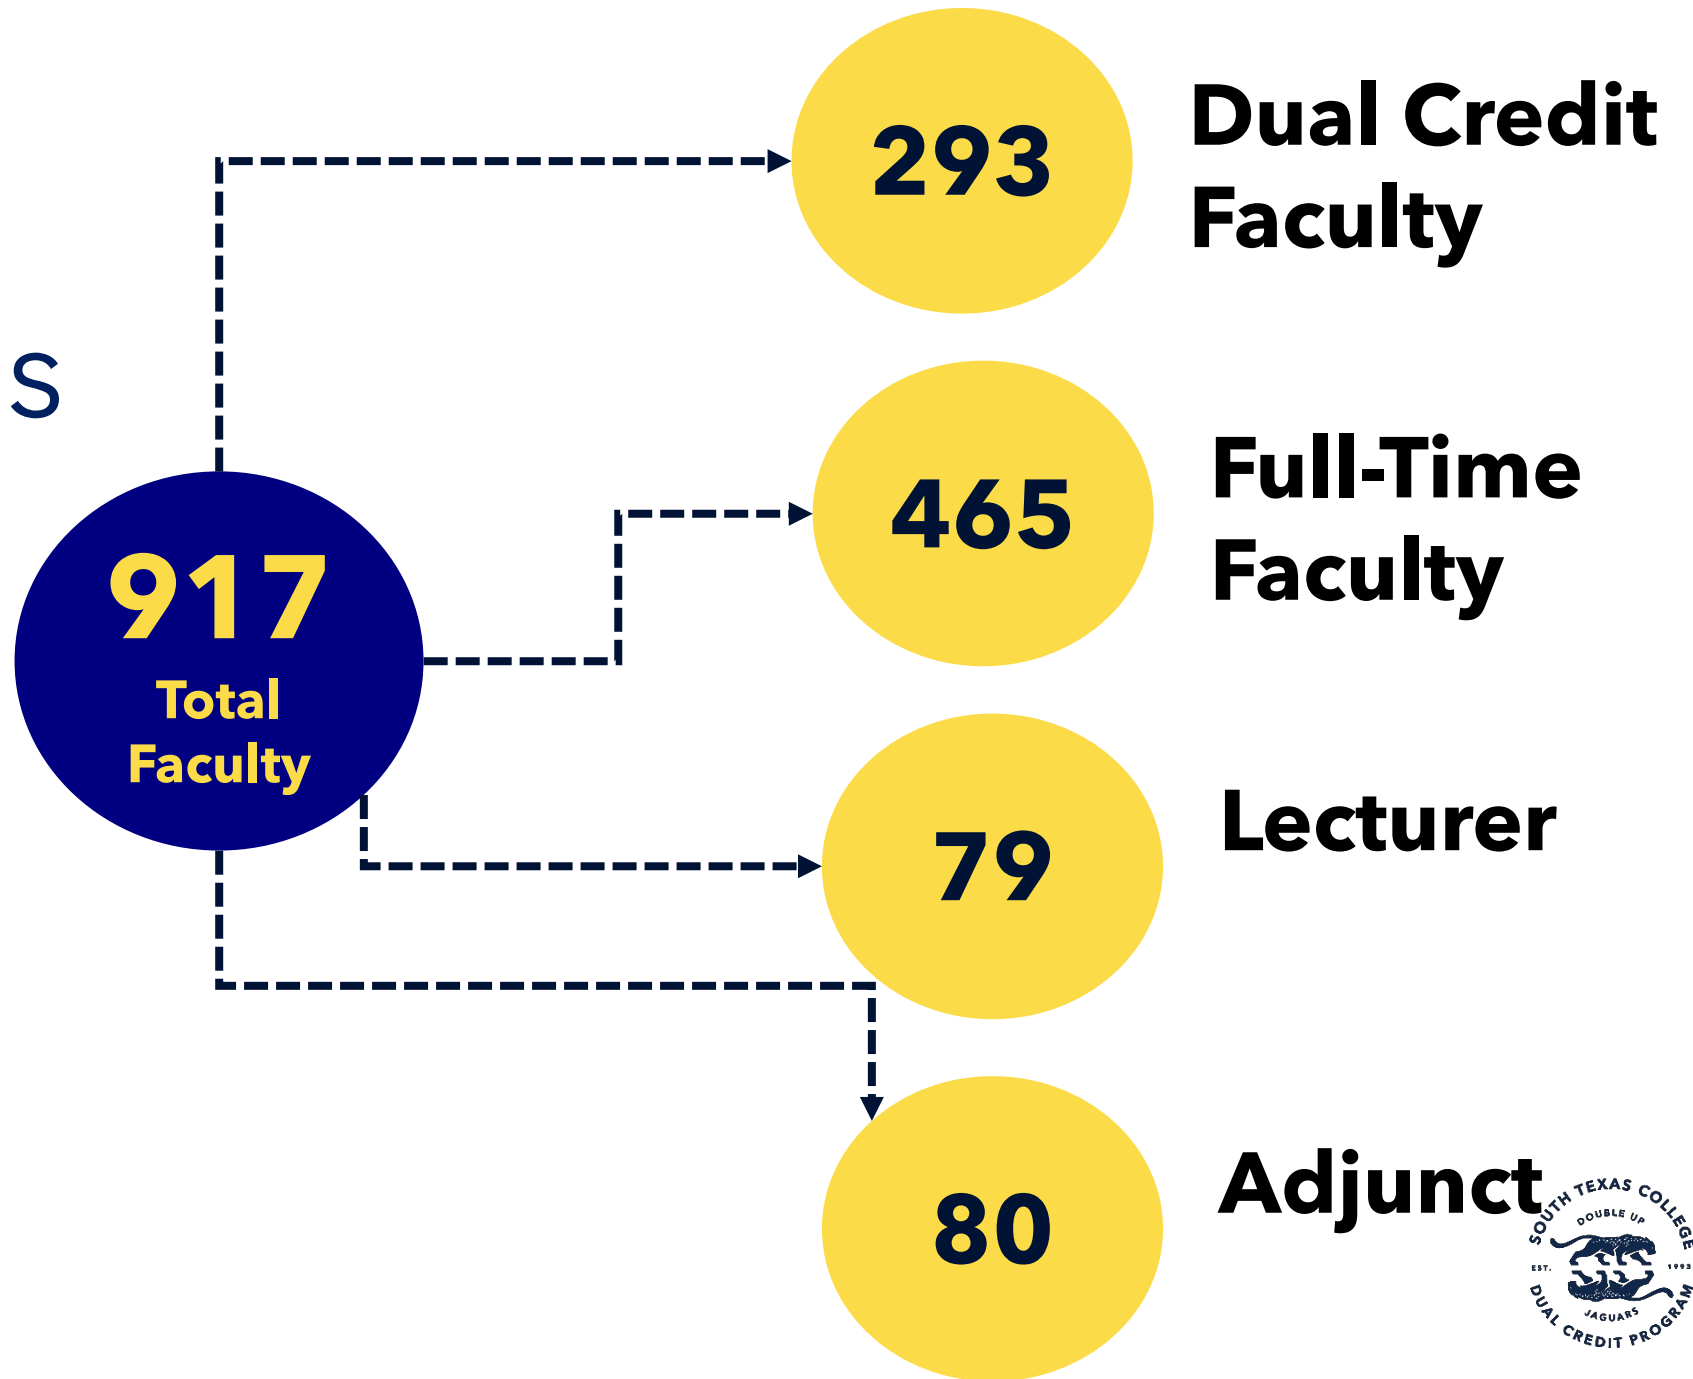 S
917
Total
Faculty
293
Dual Credit
Faculty
465
Full-Time
Faculty
79
Lecturer
80
Adjunct
SOUTH TEXAS COLLEGE
DOUBLE UP
EST. 1993
JAGUARS
DUAL CREDIT PROGRAM